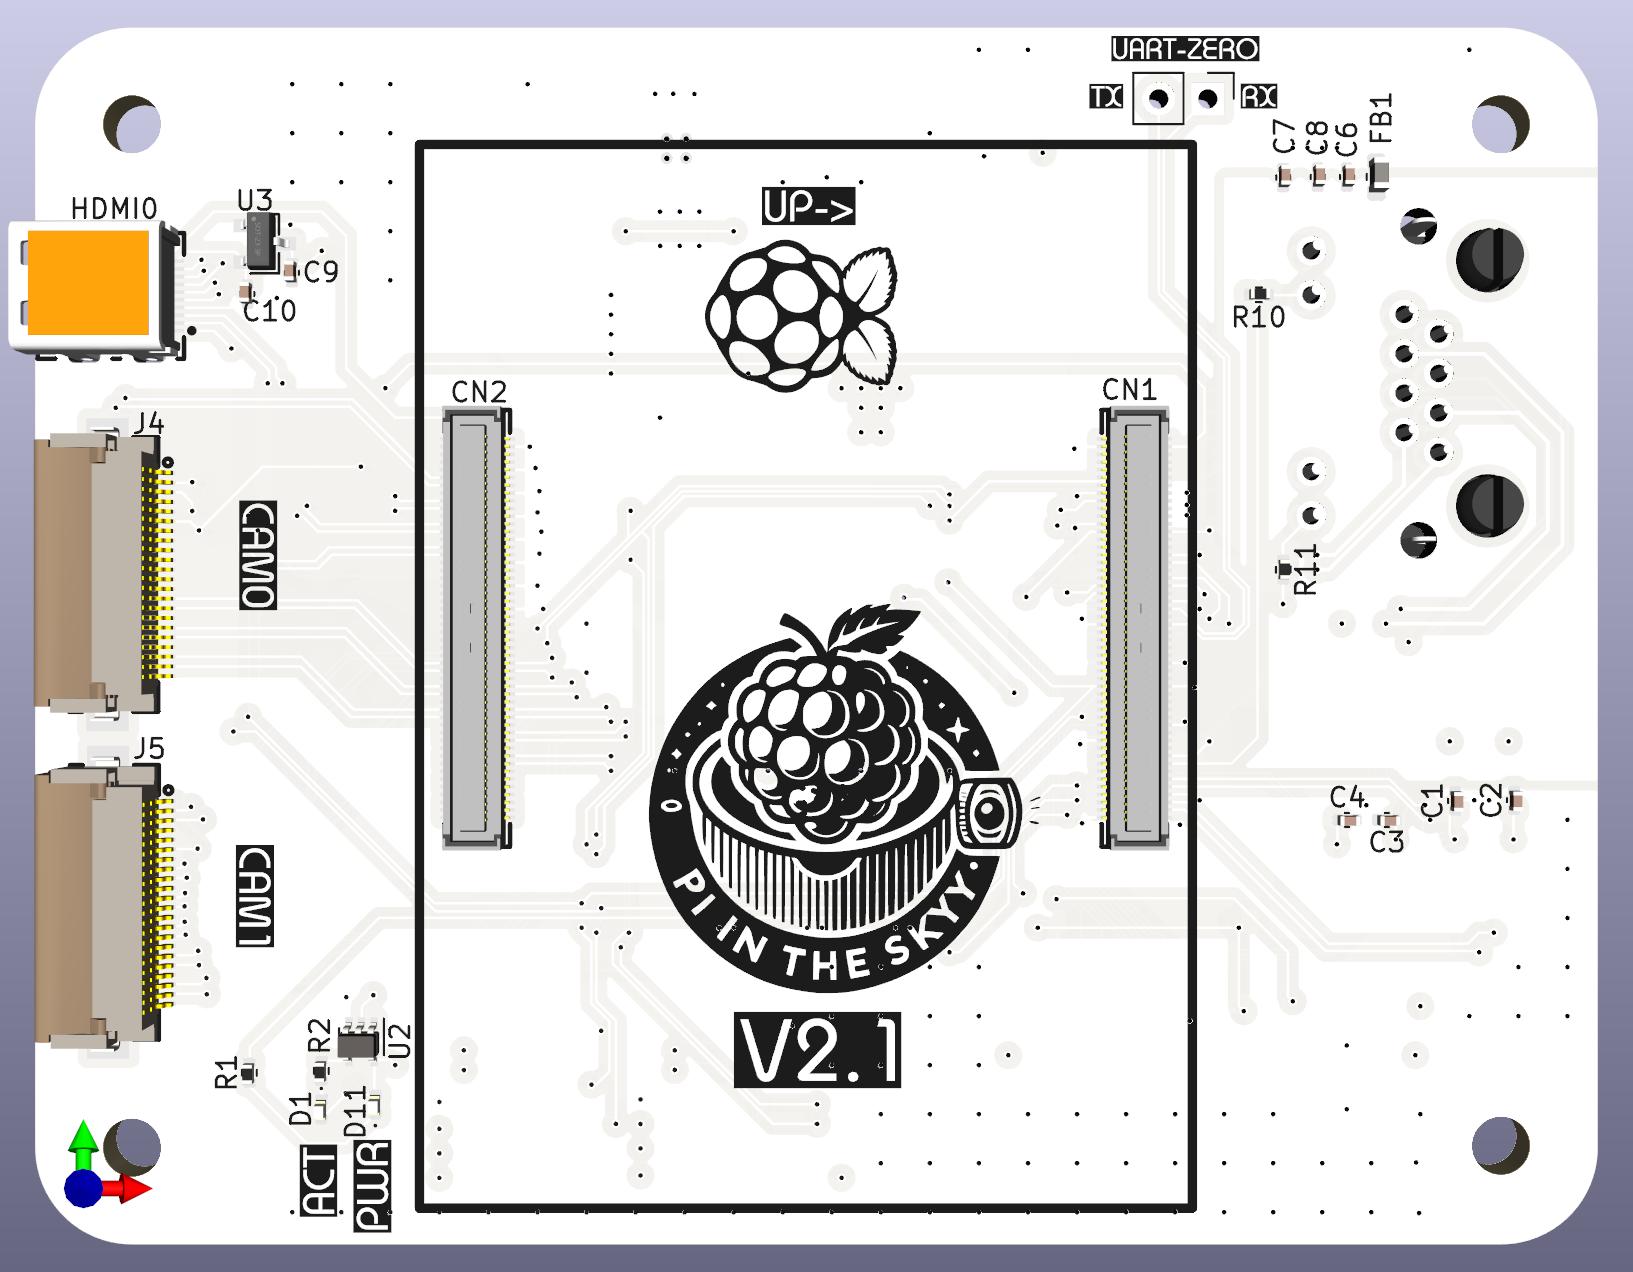 UART-ZERO
TX
RX
C7
C8
C6
FB1
HDMI0
U3
UP->
C9
C10
R10
CN2
CN1
J4
CAM0
R11
J5
C4
C1
C2
C3
CAM1
PI IN THE SKYY
V2.1
R2
U2
R1
D1
D11
ACT
PWR